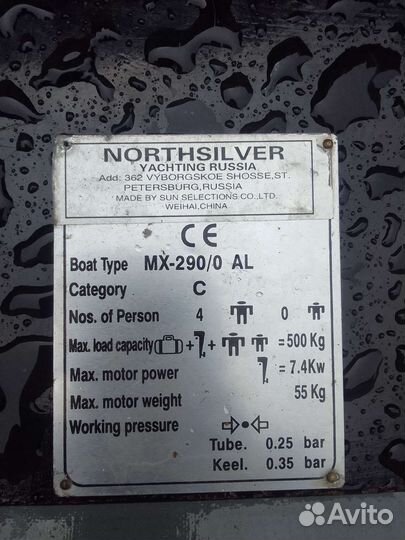 NORTHSILVER
YACHTING RUSSIA
Add: 362 VYBORGSKOE SHOSSE,ST.
PETERSBURG,RUSSIA
MADE BY SUN SELECTIONS CO.,LTD.
WEIHAI,CHINA
CE
Boat Type MX-290/0 AL
Category C
Nos. of Person 4 0
Max. load capacity + + =500 Kg
Max. motor power =7.4Kw
Max. motor weight 55 Kg
Working pressure
Tube. 0.25 bar
Keel. 0.35 bar
Avito